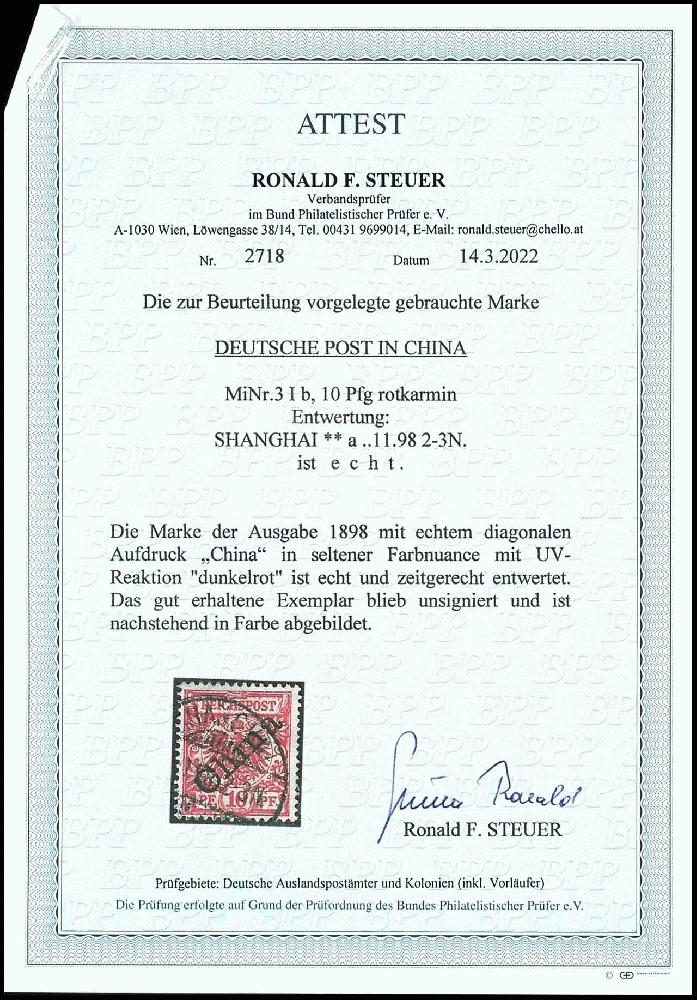 ATTEST
RONALD F. STEUER
Verbandsprüfer
im Bund Philatelistischer Prüfer e. V.
A-1030 Wien, Löwengasse 38/14, Tel. 00431 9699014, E-Mail: ronald.steuer@chello.at
Nr. 2718 Datum 14.3.2022
Die zur Beurteilung vorgelegte gebrauchte Marke
DEUTSCHE POST IN CHINA
MiNr.3 I b, 10 Pfg rotkarmin
Entwertung:
SHANGHAI ** a ..11.98 2-3N.
ist e c h t .
Die Marke der Ausgabe 1898 mit echtem diagonalen
Aufdruck „China“ in seltener Farbnuance mit UV-
Reaktion "dunkelrot" ist echt und zeitgerecht entwertet.
Das gut erhaltene Exemplar blieb unsigniert und ist
nachstehend in Farbe abgebildet.
REICHSPOST
China
PF. 10 PF.
Ronald F. STEUER
Prüfgebiete: Deutsche Auslandspostämter und Kolonien (inkl. Vorläufer)
Die Prüfung erfolgte auf Grund der Prüfordnung des Bundes Philatelistischer Prüfer e.V.